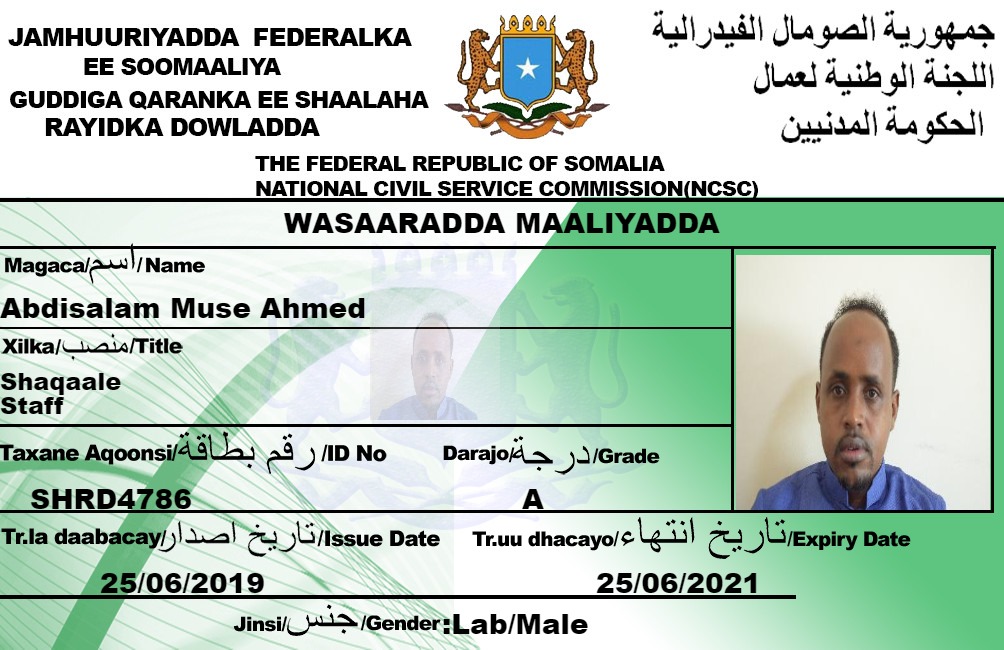 JAMHUURIYADDA FEDERALKA
EE SOOMAALIYA
GUDDIGA QARANKA EE SHAALAHA
RAYIDKA DOWLADDA
جمهورية الصومال الفيدرالية
اللجنة الوطنية لعمال
الحكومة المدنيين
THE FEDERAL REPUBLIC OF SOMALIA
NATIONAL CIVIL SERVICE COMMISSION(NCSC)
WASAARADDA MAALIYADDA
Magaca/اسم/Name
Abdisalam Muse Ahmed
Xilka/منصب/Title
Shaqaale
Staff
Taxane Aqoonsi/رقم بطاقة/ID No
Darajo/درجة/Grade
SHRD4786
A
Tr.la daabacay/تاريخ اصدار/Issue Date
Tr.uu dhacayo/تاريخ انتهاء/Expiry Date
25/06/2019
25/06/2021
Jinsi/جنس/Gender:Lab/Male